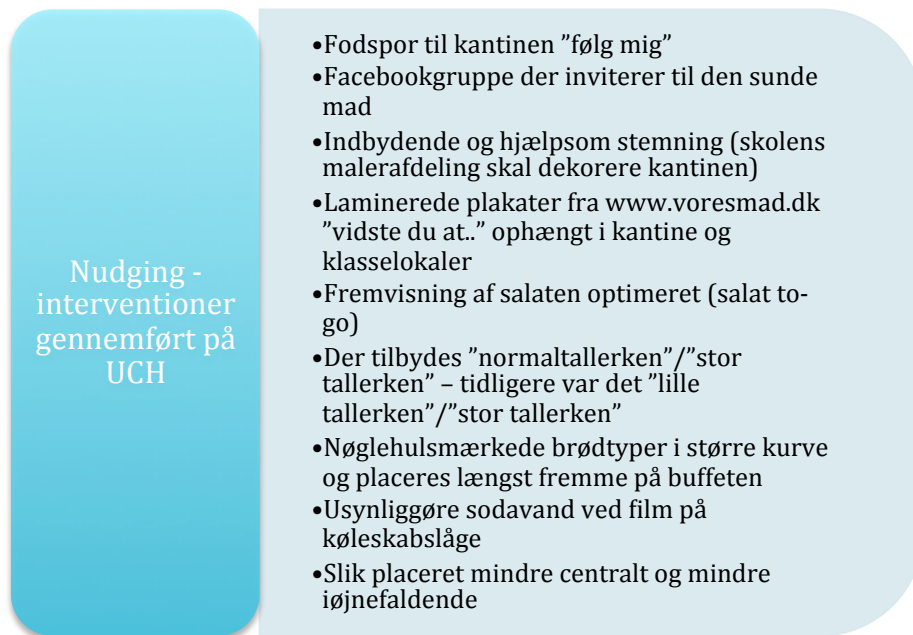 Nudging -
interventioner
gennemført på
UCH
•Fodspor til kantinen ”følg mig”
•Facebookgruppe der inviterer til den sunde
mad
•Indbydende og hjælpsom stemning (skolens
malerafdeling skal dekorere kantinen)
•Laminerede plakater fra www.voresmad.dk
”vidste du at..” ophængt i kantine og
klasselokaler
•Fremvisning af salaten optimeret (salat to-
go)
•Der tilbydes ”normaltallerken”/”stor
tallerken” – tidligere var det ”lille
tallerken”/”stor tallerken”
•Nøglehulsmærkede brødtyper i større kurve
og placeres længst fremme på buffeten
•Usynliggøre sodavand ved film på
køleskabslåge
•Slik placeret mindre centralt og mindre
iøjnefaldende